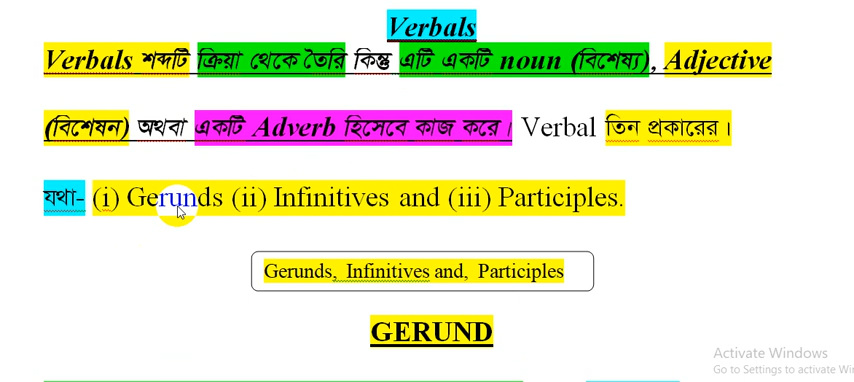 Verbals
Verbals শব্দটি ক্রিয়া থেকে তৈরি কিন্তু এটি একটি noun (বিশেষ্য), Adjective
(বিশেষন) অথবা একটি Adverb হিসেবে কাজ করে। Verbal তিন প্রকারের।
যথা- (i) Gerunds (ii) Infinitives and (iii) Participles.
Gerunds, Infinitives and, Participles
GERUND
Activate Windows
Go to Settings to activate Wi